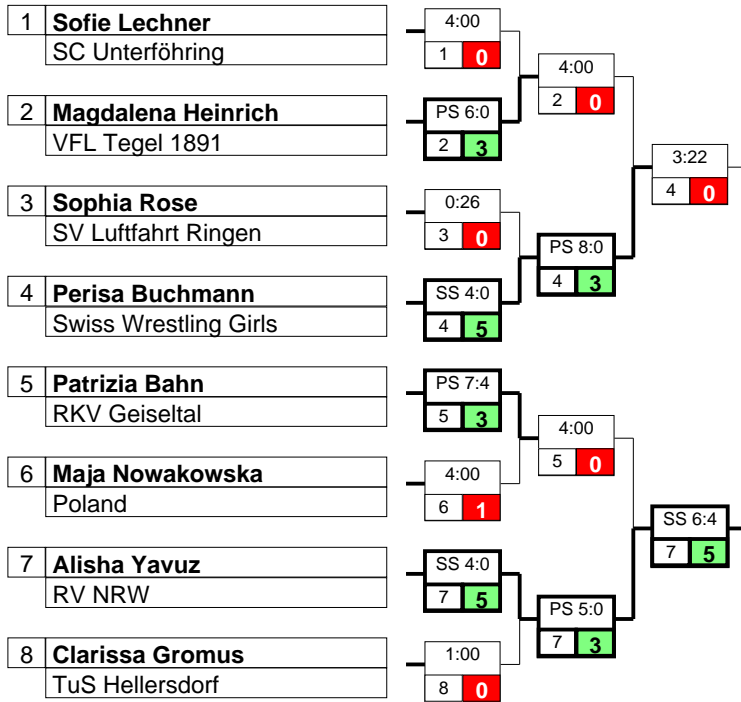 1 Sofie Lechner
SC Unterföhring
2 Magdalena Heinrich
VFL Tegel 1891
3 Sophia Rose
SV Luftfahrt Ringen
4 Perisa Buchmann
Swiss Wrestling Girls
5 Patrizia Bahn
RKV Geiseltal
6 Maja Nowakowska
Poland
7 Alisha Yavuz
RV NRW
8 Clarissa Gromus
TuS Hellersdorf
4:00
1 0
PS 6:0
2 3
0:26
3 0
SS 4:0
4 5
PS 7:4
5 3
4:00
6 1
SS 4:0
7 5
1:00
8 0
4:00
2 0
PS 8:0
4 3
4:00
5 0
PS 5:0
7 3
3:22
4 0
SS 6:4
7 5